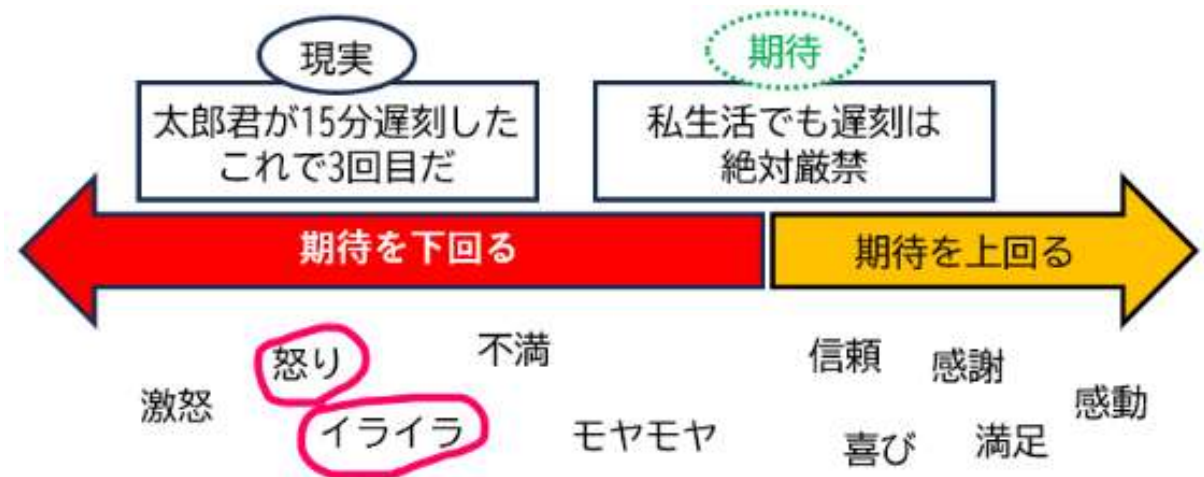 現実
期待
太郎君が15分遅刻した
これで3回目だ
私生活でも遅刻は
絶対厳禁
期待を下回る
期待を上回る
激怒
怒り
イライラ
不満
モヤモヤ
信頼
喜び
感謝
満足
感動